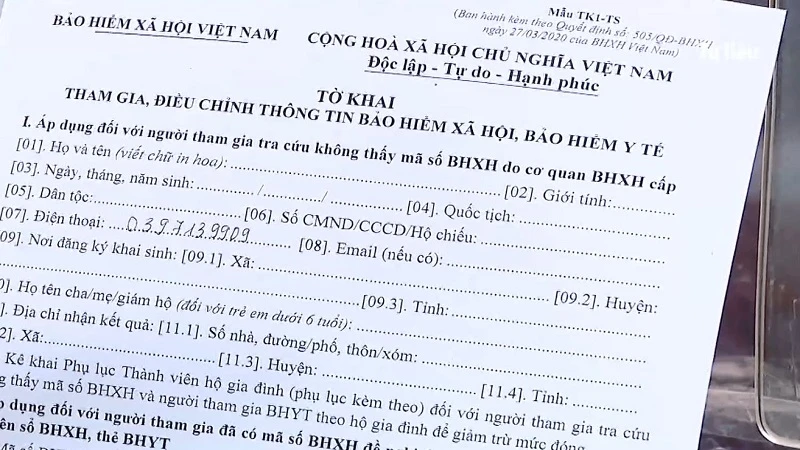 Mẫu TK1-TS
(Ban hành kèm theo Quyết định số: 505/QĐ-BHXH
ngày 27/03/2020 của BHXH Việt Nam)
Tư liệu
BẢO HIỂM XÃ HỘI VIỆT NAM
CỘNG HOÀ XÃ HỘI CHỦ NGHĨA VIỆT NAM
Độc lập - Tự do - Hạnh phúc
TỜ KHAI
THAM GIA, ĐIỀU CHỈNH THÔNG TIN BẢO HIỂM XÃ HỘI, BẢO HIỂM Y TẾ
I. Áp dụng đối với người tham gia tra cứu không thấy mã số BHXH do cơ quan BHXH cấp
[01]. Họ và tên (viết chữ in hoa): [02]. Giới tính:
[03]. Ngày, tháng, năm sinh: / / [04]. Quốc tịch:
[05]. Dân tộc: [06]. Số CMND/CCCD/Hộ chiếu:
[07]. Điện thoại: 0397139909 [08]. Email (nếu có):
09]. Nơi đăng ký khai sinh: [09.1]. Xã: [09.2]. Huyện:
[09.3]. Tỉnh:
0]. Họ tên cha/mẹ/giám hộ (đối với trẻ em dưới 6 tuổi):
]. Địa chỉ nhận kết quả: [11.1]. Số nhà, đường/phố, thôn/xóm:
2]. Xã: [11.3]. Huyện: [11.4]. Tỉnh:
Kê khai Phụ lục Thành viên hộ gia đình (phụ lục kèm theo) đối với người tham gia tra cứu
g thấy mã số BHXH và người tham gia BHYT theo hộ gia đình để giảm trừ mức đóng
p dụng đối với người tham gia đã có mã số BHXH đề
ên sổ BHXH, thẻ BHYT